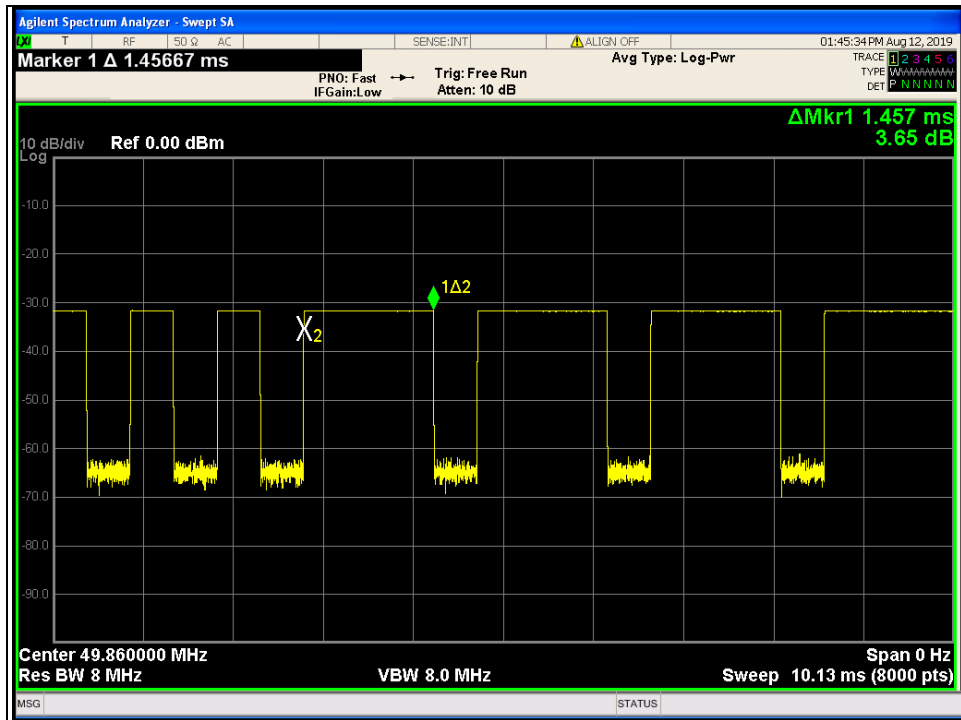 Agilent Spectrum Analyzer - Swept SA
LXI T RF 50 Ω AC SENSE:INT ALIGN OFF 01:45:34 PM Aug 12, 2019
Marker 1 Δ 1.45667 ms
PNO: Fast
IFGain:Low
Trig: Free Run
Atten: 10 dB
Avg Type: Log-Pwr
TRACE 1 2 3 4 5 6
TYPE WWWWWW
DET P N N N N N
ΔMkr1 1.457 ms
3.65 dB
10 dB/div Ref 0.00 dBm
Log
-10.0
-20.0
1Δ2
-30.0
X2
-40.0
-50.0
-60.0
-70.0
-80.0
-90.0
Center 49.860000 MHz Span 0 Hz
Res BW 8 MHz VBW 8.0 MHz Sweep 10.13 ms (8000 pts)
MSG STATUS